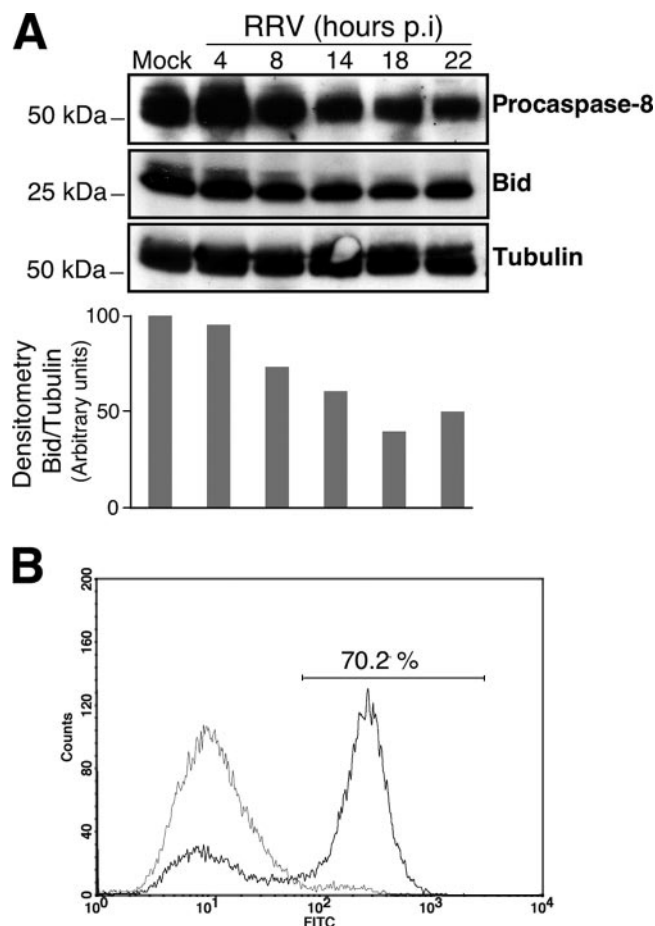 A
RRV (hours p.i)
Mock 4 8 14 18 22
50 kDa Procaspase-8
25 kDa Bid
50 kDa Tubulin
Densitometry
Bid/Tubulin
(Arbitrary units)
100
50
0
B
200
160
120
80
40
0
Counts
70.2 %
10^0 10^1 10^2 10^3 10^4
FITC